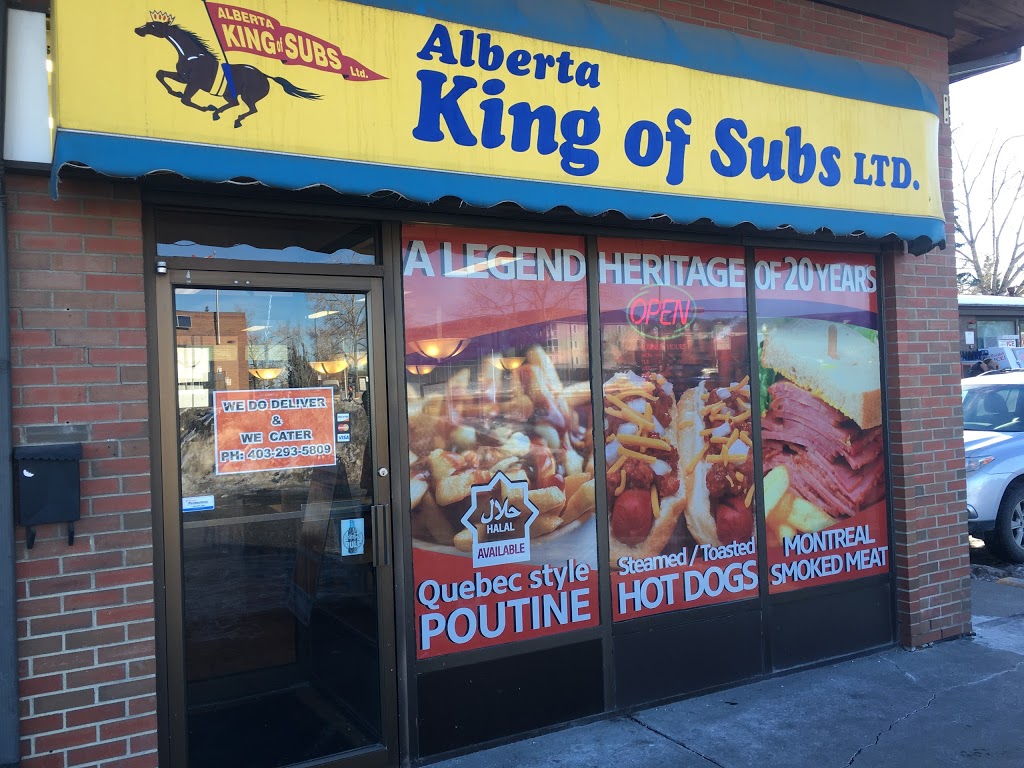 ALBERTA
KING of SUBS
Ltd.
Alberta
King of Subs LTD.
A LEGEND HERITAGE OF 20 YEARS
OPEN
WE DO DELIVER
&
WE CATER
PH: 403-293-5809
VISA
حلال
HALAL
AVAILABLE
Quebec style
POUTINE
Steamed / Toasted
HOT DOGS
MONTREAL
SMOKED MEAT